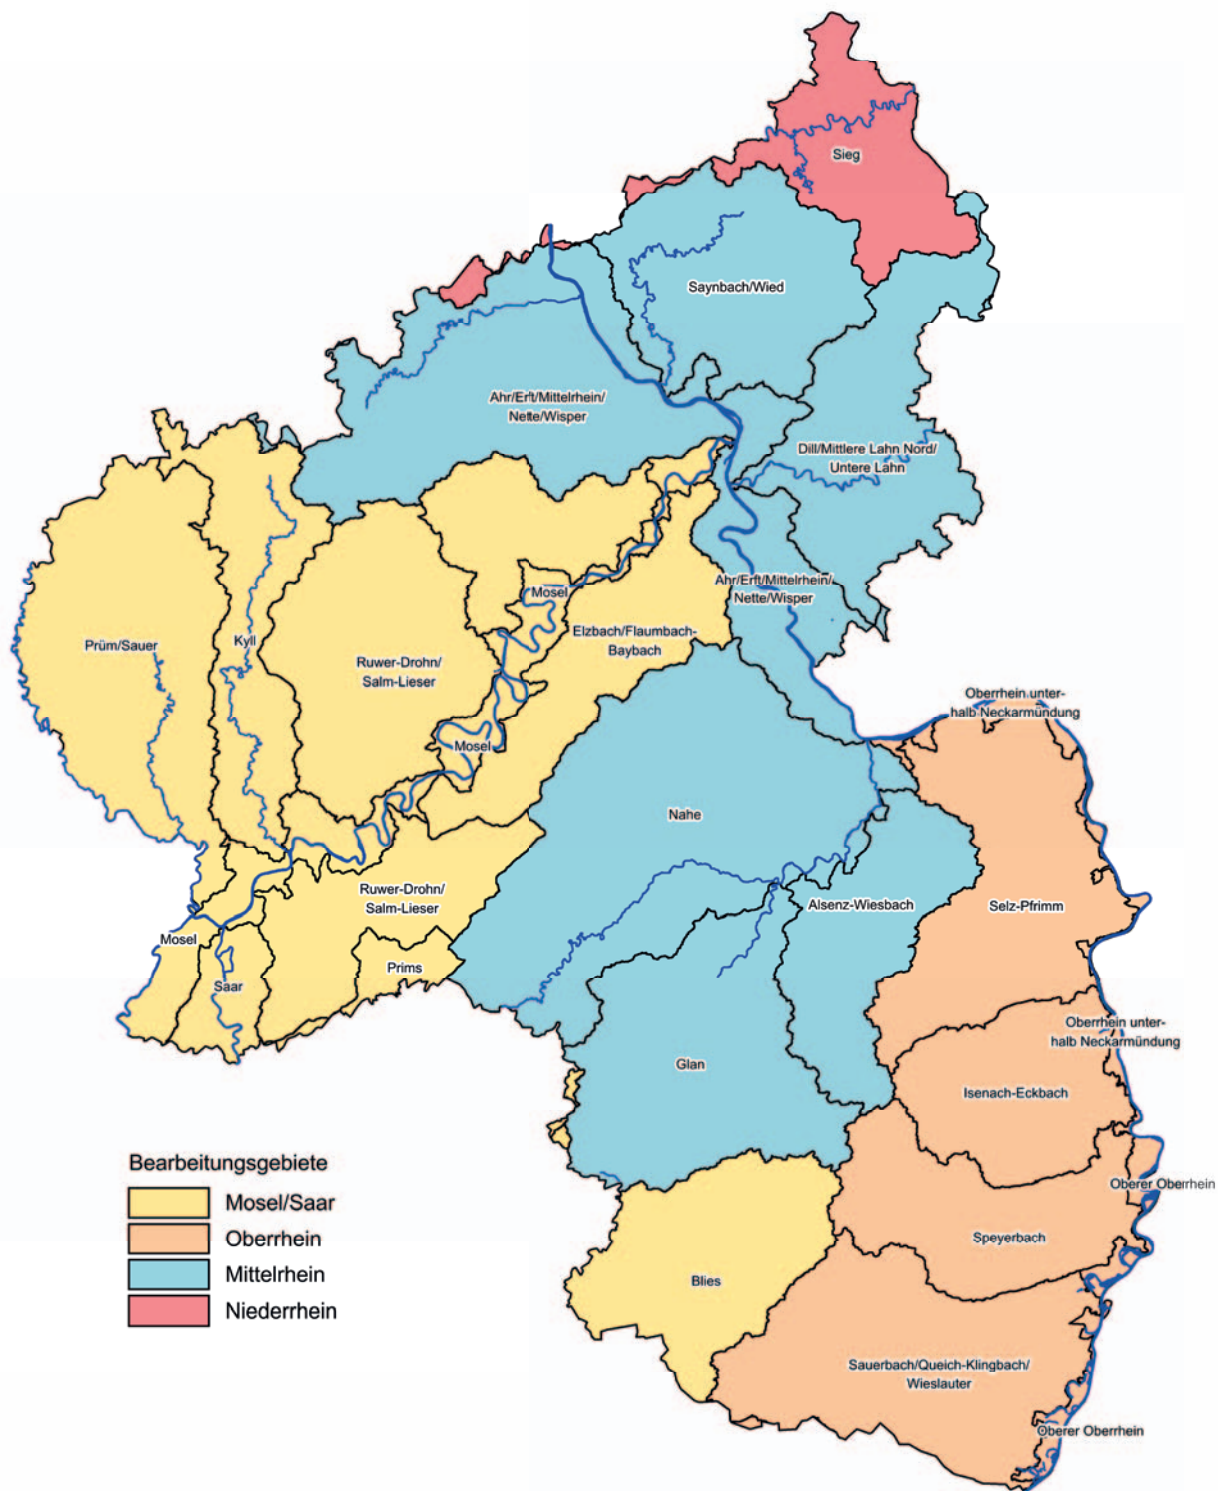 Sieg
Saynbach/Wied
Ahr/Erft/Mittelrhein/
Nette/Wisper
Dill/Mittlere Lahn Nord/
Untere Lahn
Ahr/Erft/Mittelrhein/
Nette/Wisper
Mosel
Elzbach/Flaumbach-
Baybach
Prüm/Sauer
Kyll
Ruwer-Drohn/
Salm-Lieser
Mosel
Oberrhein unter-
halb Neckarmündung
Nahe
Ruwer-Drohn/
Salm-Lieser
Alsenz-Wiesbach
Selz-Pfrimm
Mosel
Prims
Saar
Oberrhein unter-
halb Neckarmündung
Glan
Isenach-Eckbach
Oberer Oberrhein
Speyerbach
Blies
Sauerbach/Queich-Klingbach/
Wieslauter
Oberer Oberrhein
Bearbeitungsgebiete
Mosel/Saar
Oberrhein
Mittelrhein
Niederrhein